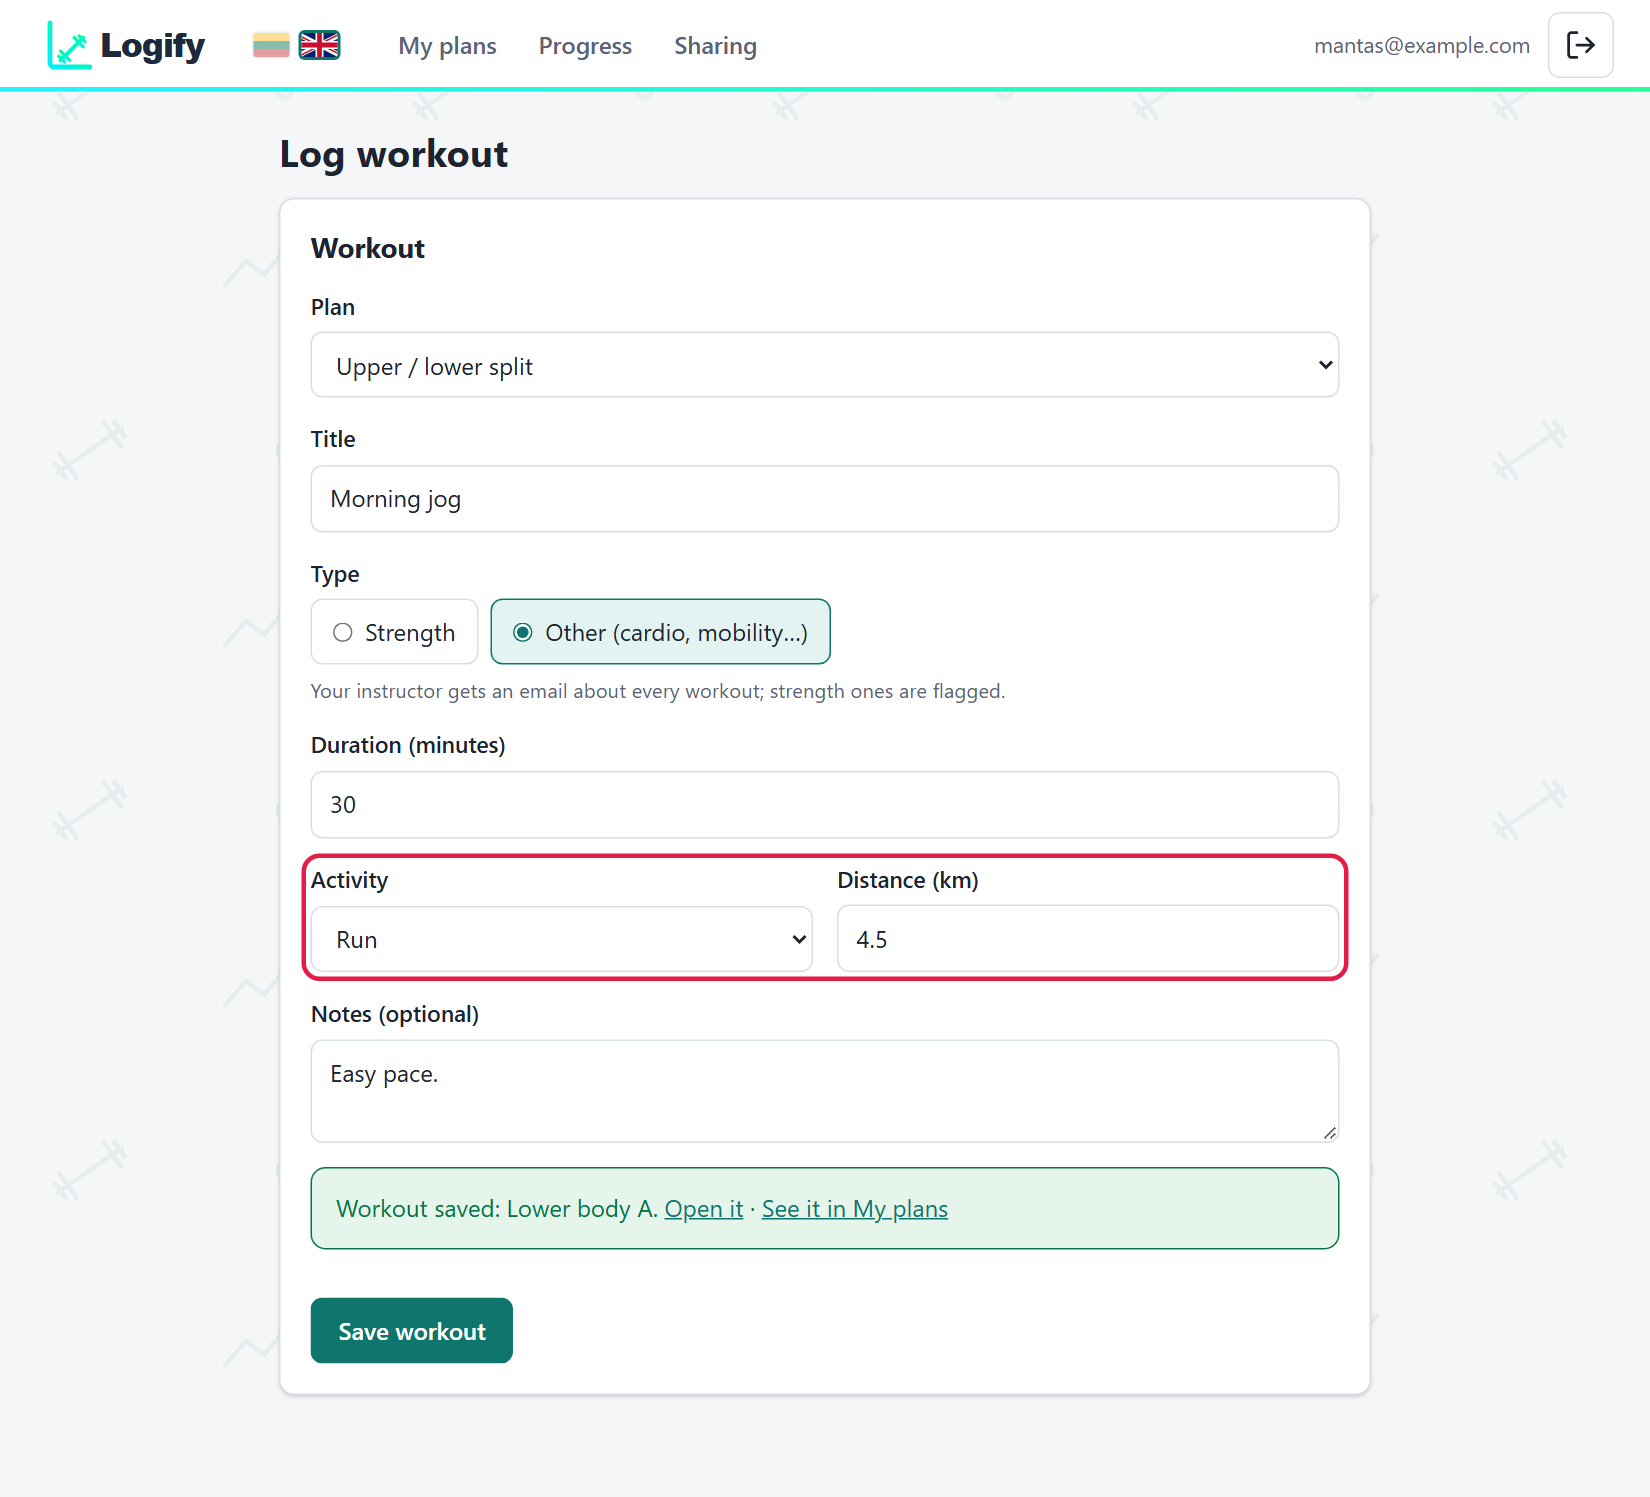 Logify
My plans
Progress
Sharing
mantas@example.com
Log workout
Workout
Plan
Upper / lower split
Title
Morning jog
Type
Strength
Other (cardio, mobility...)
Your instructor gets an email about every workout; strength ones are flagged.
Duration (minutes)
30
Activity
Distance (km)
Run
4.5
Notes (optional)
Easy pace.
Workout saved: Lower body A. Open it · See it in My plans
Save workout